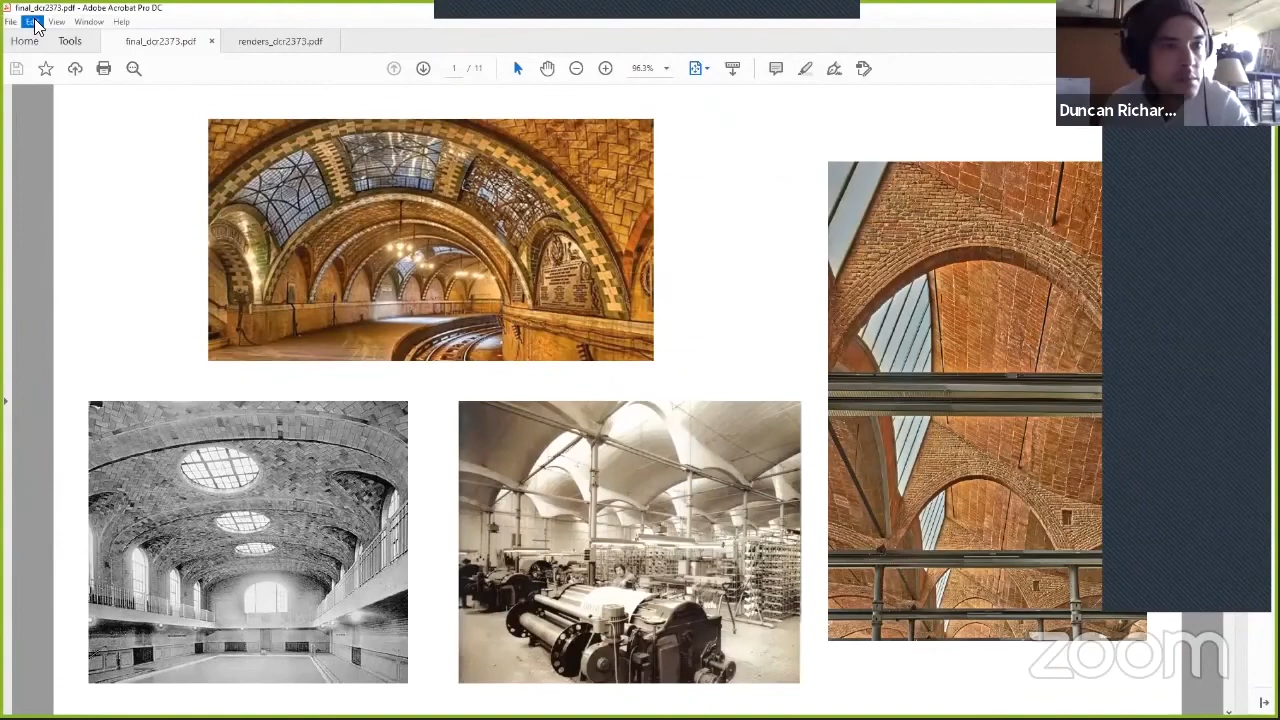 final_dcr2373.pdf - Adobe Acrobat Pro DC
File Edit View Window Help
Home Tools final_dcr2373.pdf × renders_dcr2373.pdf
1 / 11 96.3%
Duncan Richar...
zoom